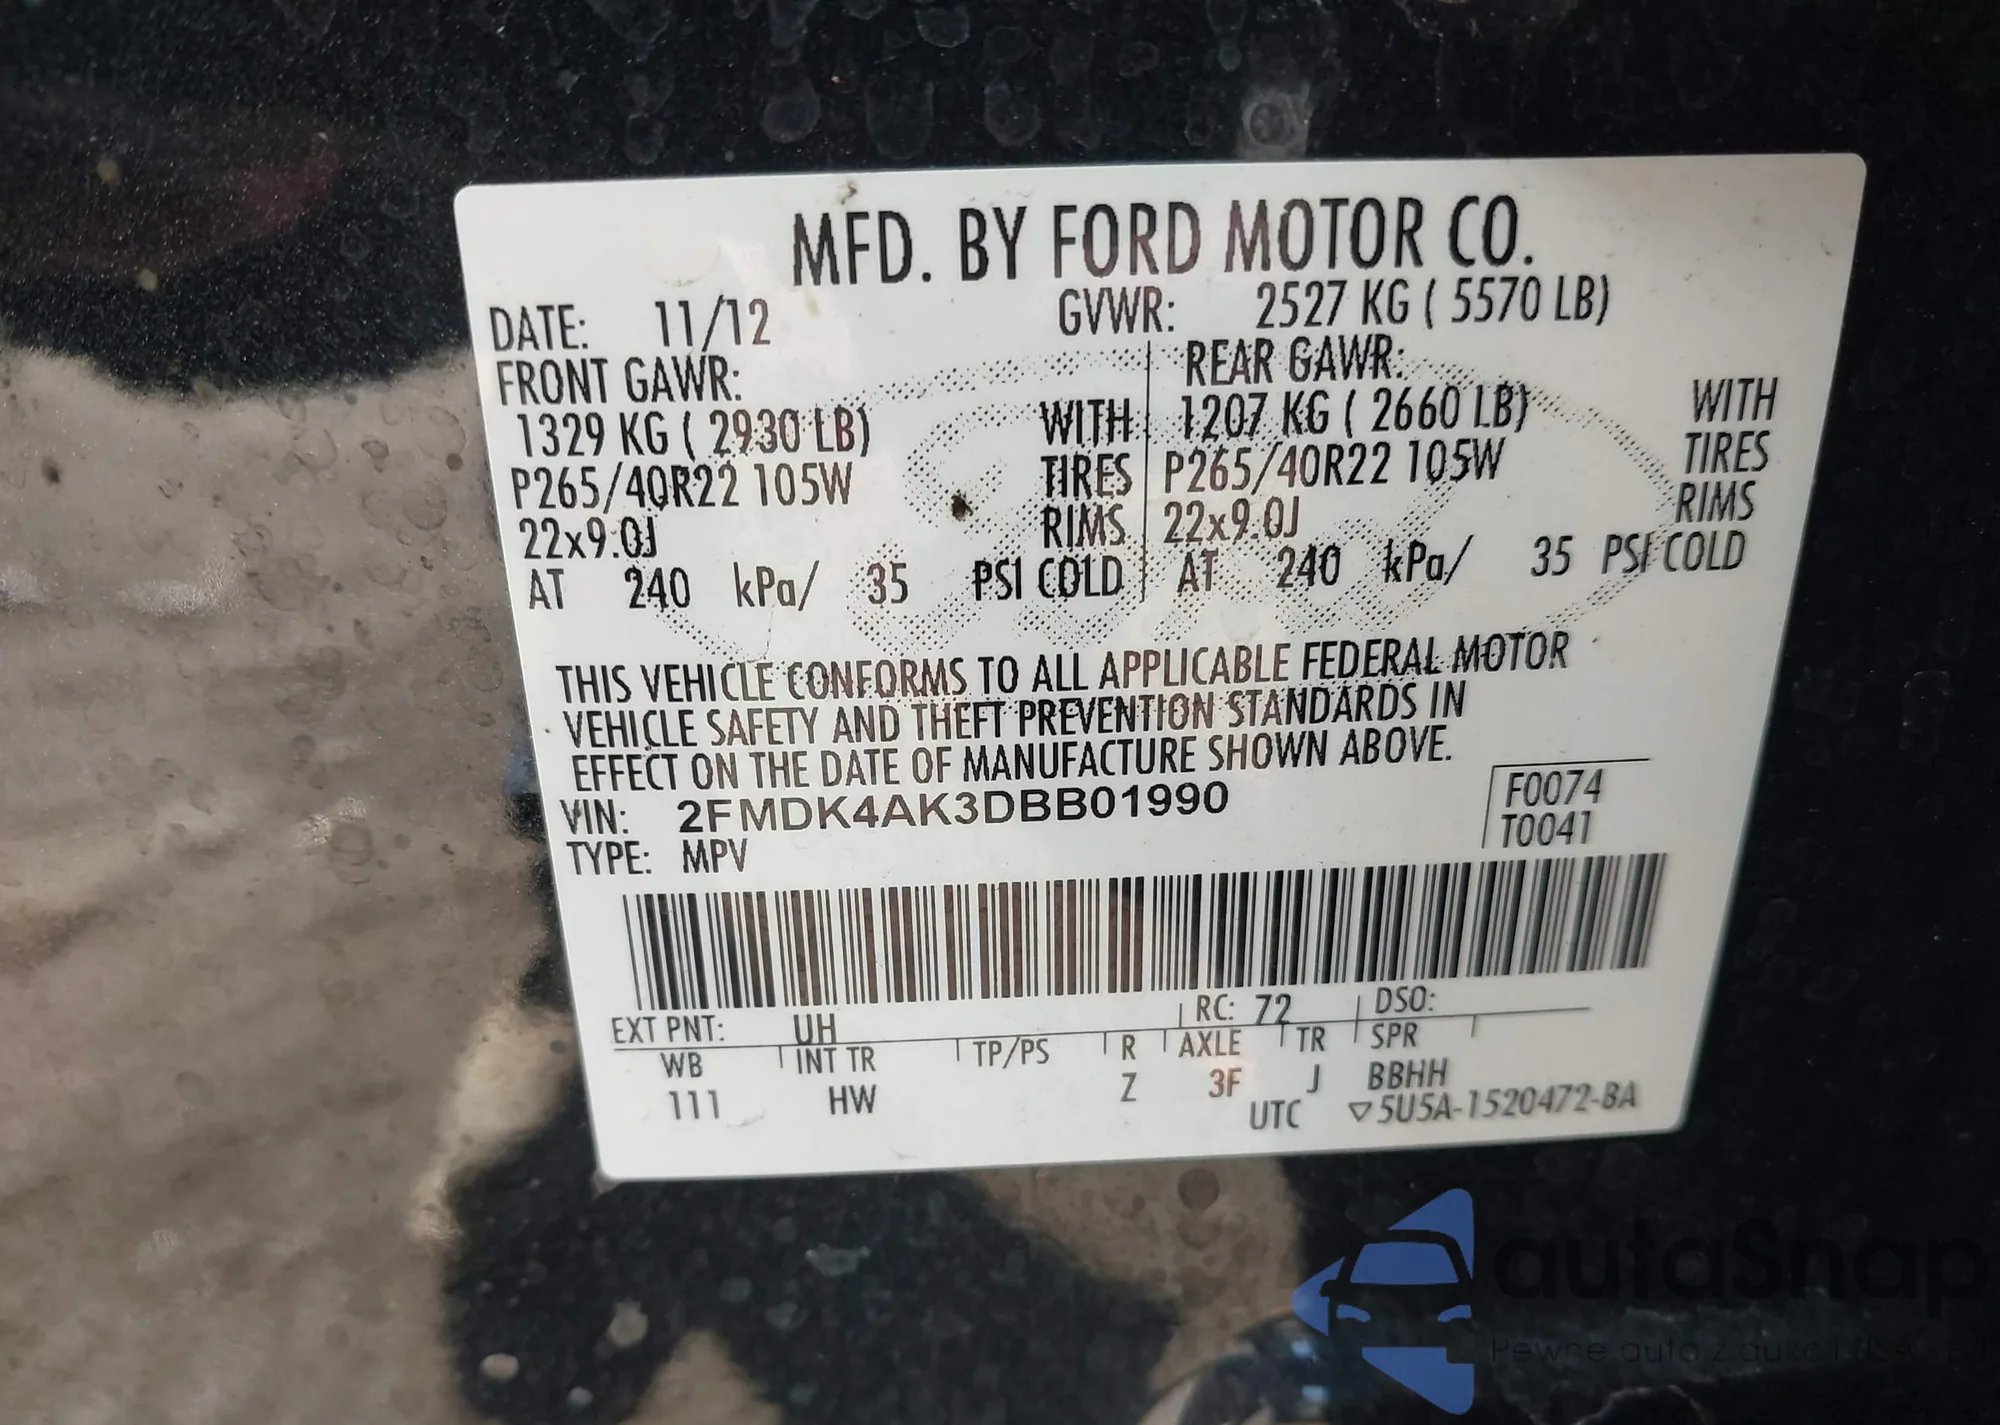 MFD. BY FORD MOTOR CO.
DATE: 11/12 GVWR: 2527 KG ( 5570 LB)
FRONT GAWR: REAR GAWR:
1329 KG ( 2930 LB) WITH 1207 KG ( 2660 LB) WITH
P265/40R22 105W TIRES P265/40R22 105W TIRES
22x9.0J RIMS 22x9.0J RIMS
AT 240 kPa/ 35 PSI COLD AT 240 kPa/ 35 PSI COLD
THIS VEHICLE CONFORMS TO ALL APPLICABLE FEDERAL MOTOR
VEHICLE SAFETY AND THEFT PREVENTION STANDARDS IN
EFFECT ON THE DATE OF MANUFACTURE SHOWN ABOVE.
VIN: 2FMDK4AK3DBB01990 F0074
TYPE: MPV T0041
EXT PNT: UH RC: 72 DSO:
WB INT TR TP/PS R AXLE TR SPR
111 HW Z 3F J BBHH
UTC ▽5U5A-1520472-BA
autaSnap
Pewne auta z aukcji